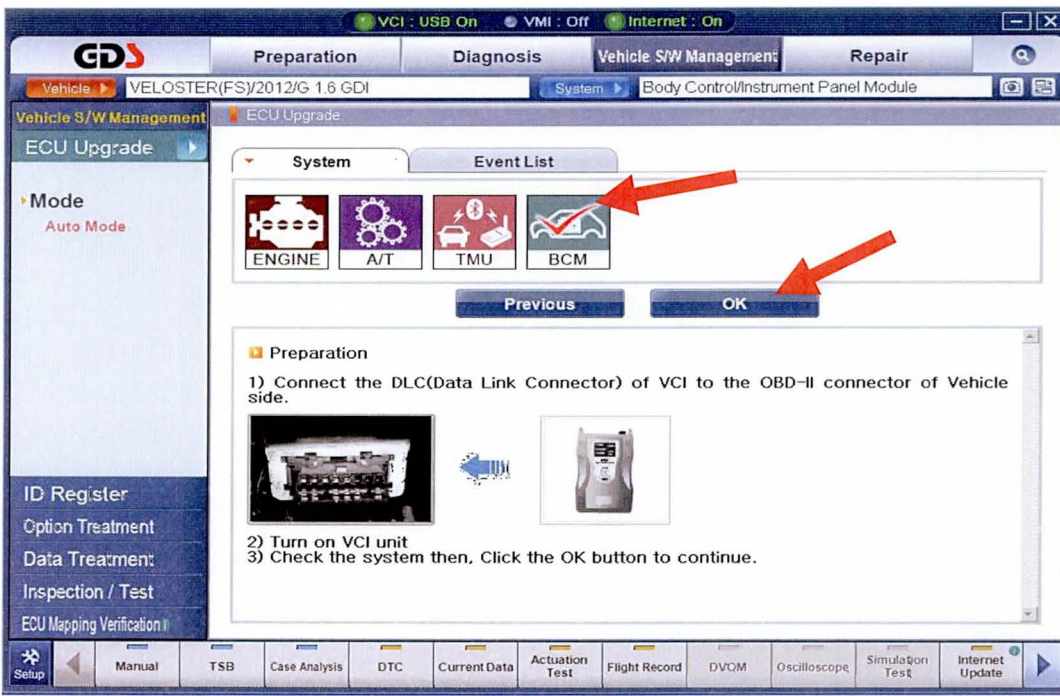 VCI : USB On VMI : Off Internet : On
GDS Preparation Diagnosis Vehicle S/W Management Repair
Vehicle VELOSTER(FS)/2012/G 1.6 GDI System Body Control/Instrument Panel Module
Vehicle S/W Management
ECU Upgrade
ECU Upgrade
Mode
Auto Mode
System Event List
ENGINE A/T TMU BCM
Previous OK
Preparation
1) Connect the DLC(Data Link Connector) of VCI to the OBD-II connector of Vehicle
side.
2) Turn on VCI unit
3) Check the system then, Click the OK button to continue.
ID Register
Option Treatment
Data Treatment
Inspection / Test
ECU Mapping Verification
Setup Manual TSB Case Analysis DTC Current Data Actuation Test Flight Record DVOM Oscilloscope Simulation Test Internet Update